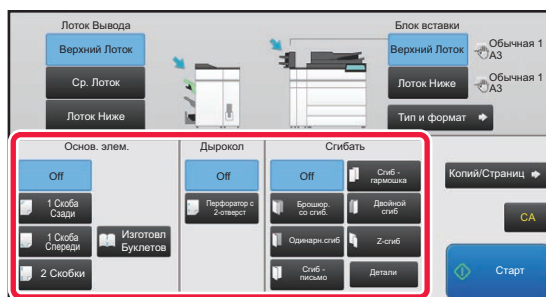 Лоток Вывода
Блок вставки
Верхний Лоток
Ср. Лоток
Лоток Ниже
Верхний Лоток
Обычная 1
A3
Лоток Ниже
Обычная 1
A3
Тип и формат
Основ. элем.
Дырокол
Сгибать
Off
1 Скоба
Сзади
1 Скоба
Спереди
2 Скобки
Изготовл
Буклетов
Off
Перфоратор с
2-отверст
Off
Сгиб -
гармошка
Брошюр.
со сгиб.
Двойной
сгиб
Одинарн.сгиб
Z-сгиб
Сгиб -
письмо
Детали
Копий/Страниц
CA
Старт